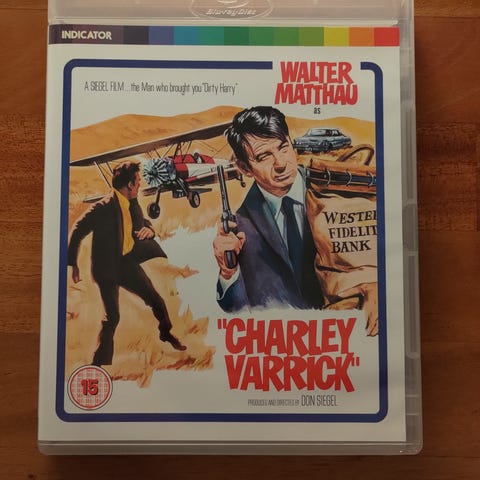 Blu-ray Disc
INDICATOR
A SIEGEL FILM...the Man who brought you "Dirty Harry"
WALTER
MATTHAU
as
WESTE
FIDELIT
BANK
"CHARLEY
VARRICK"
15
PRODUCED AND DIRECTED BY DON SIEGEL